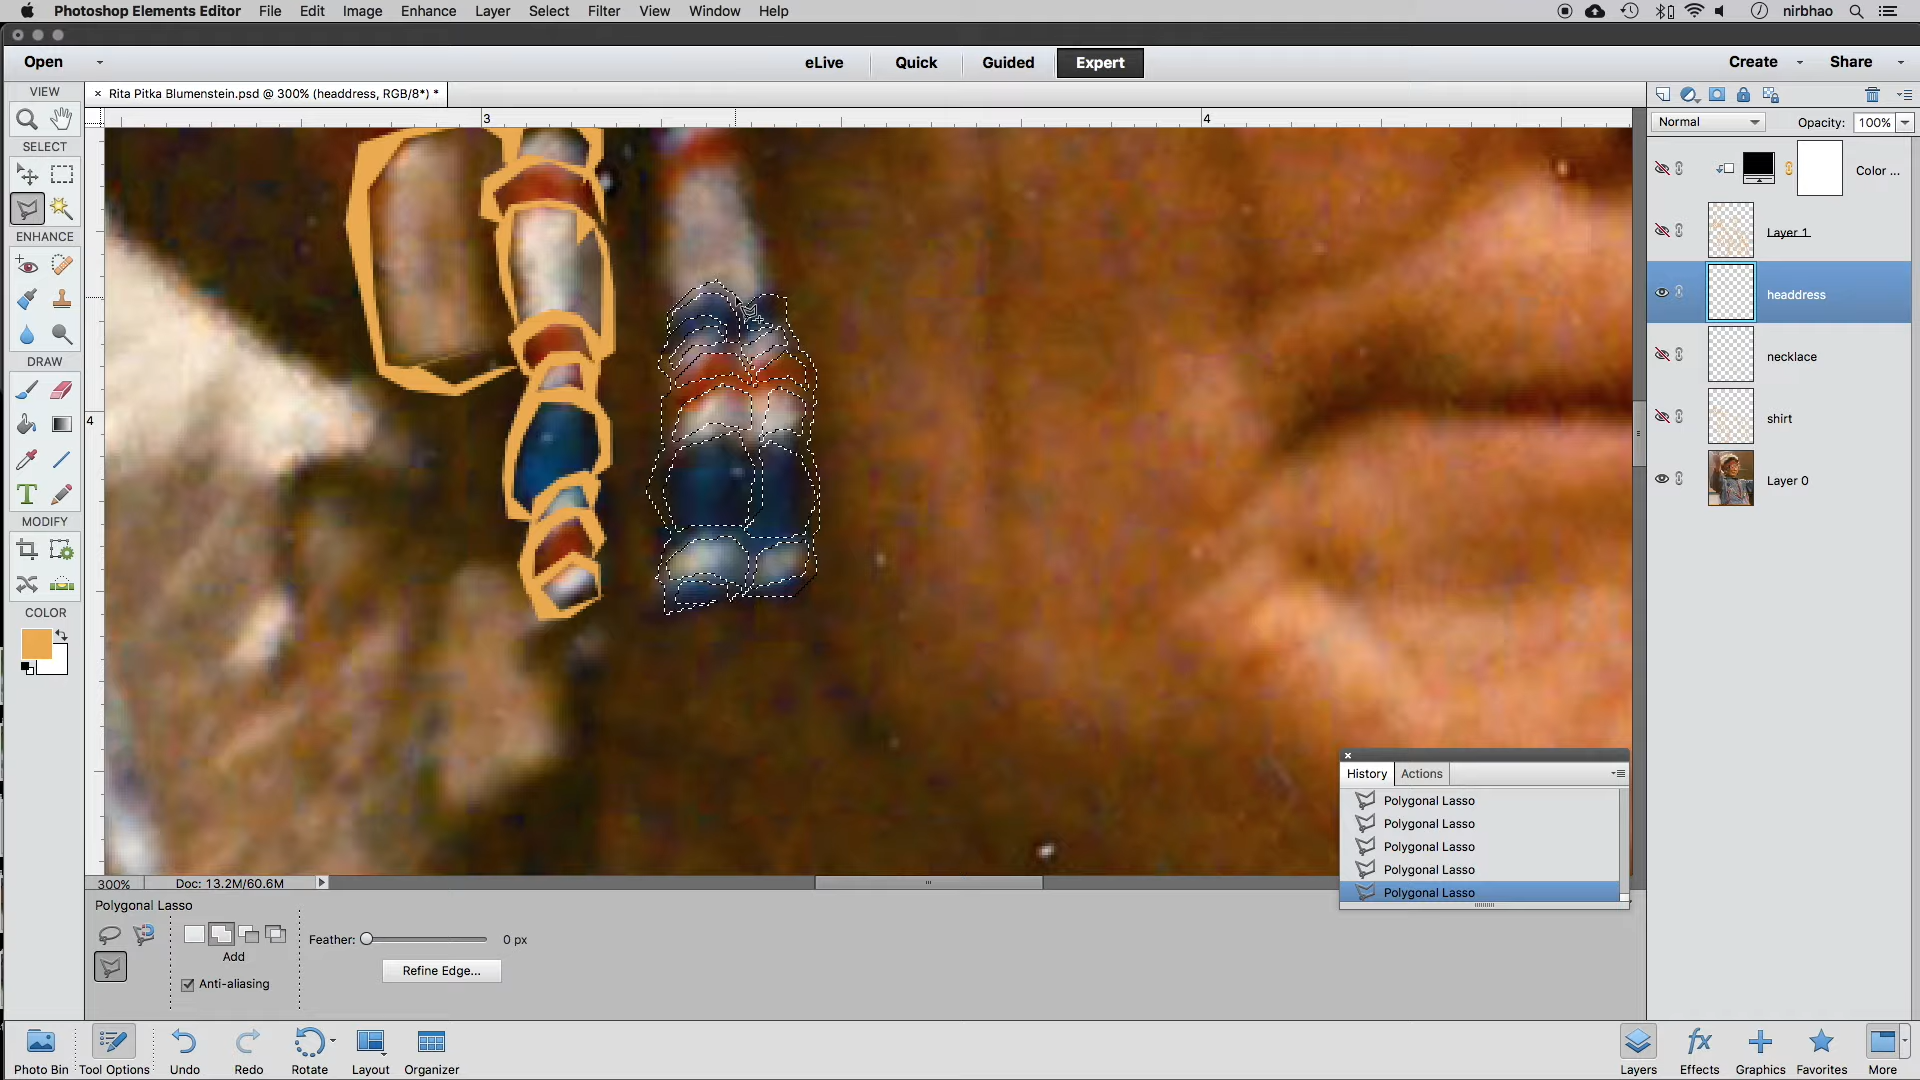 Photoshop Elements Editor File Edit Image Enhance Layer Select Filter View Window Help nirbhao
Open eLive Quick Guided Expert Create Share
VIEW
× Rita Pitka Blumenstein.psd @ 300% (headdress, RGB/8*) *
3 4
Normal Opacity: 100%
SELECT
Color ...
Layer 1
ENHANCE
headdress
DRAW
necklace
4
shirt
T
Layer 0
MODIFY
COLOR
History Actions
Polygonal Lasso
Polygonal Lasso
Polygonal Lasso
Polygonal Lasso
Polygonal Lasso
300% Doc: 13.2M/60.6M
Polygonal Lasso
Feather: 0 px
Add
Refine Edge...
Anti-aliasing
fx
Photo Bin Tool Options Undo Redo Rotate Layout Organizer Layers Effects Graphics Favorites More